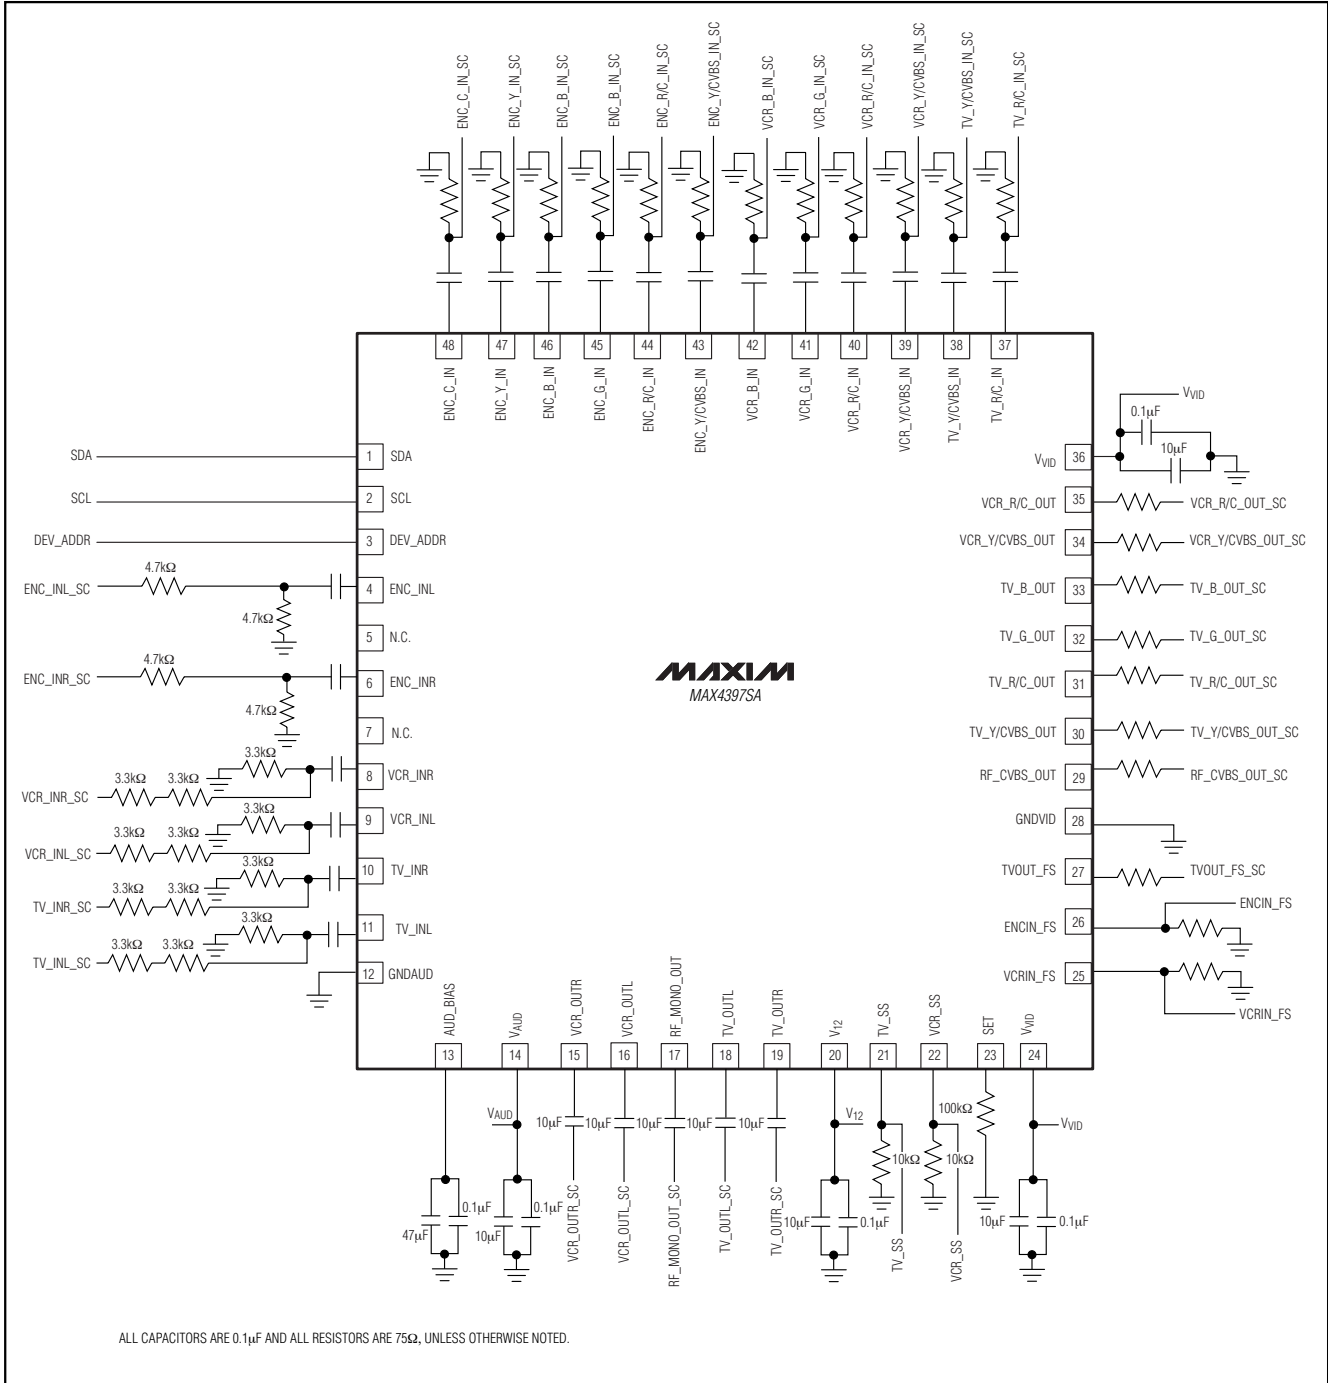 ENC_C_IN_SC
ENC_Y_IN_SC
ENC_B_IN_SC
ENC_B_IN_SC
ENC_R/C_IN_SC
ENC_Y/CVBS_IN_SC
VCR_B_IN_SC
VCR_G_IN_SC
VCR_R/C_IN_SC
VCR_Y/CVBS_IN_SC
TV_Y/CVBS_IN_SC
TV_R/C_IN_SC
48
47
46
45
44
43
42
41
40
39
38
37
ENC_C_IN
ENC_Y_IN
ENC_B_IN
ENC_G_IN
ENC_R/C_IN
ENC_Y/CVBS_IN
VCR_B_IN
VCR_G_IN
VCR_R/C_IN
VCR_Y/CVBS_IN
TV_Y/CVBS_IN
TV_R/C_IN
SDA
1
SDA
SCL
2
SCL
DEV_ADDR
3
DEV_ADDR
ENC_INL_SC
4.7kΩ
4.7kΩ
4
ENC_INL
5
N.C.
ENC_INR_SC
4.7kΩ
4.7kΩ
6
ENC_INR
7
N.C.
3.3kΩ
8
VCR_INR
3.3kΩ
3.3kΩ
VCR_INR_SC
3.3kΩ
9
VCR_INL
3.3kΩ
3.3kΩ
VCR_INL_SC
3.3kΩ
10
TV_INR
3.3kΩ
3.3kΩ
TV_INR_SC
3.3kΩ
11
TV_INL
3.3kΩ
3.3kΩ
TV_INL_SC
12
GNDAUD
MAXIM
MAX4397SA
VVID
0.1µF
10µF
VVID
36
VCR_R/C_OUT
35
VCR_R/C_OUT_SC
VCR_Y/CVBS_OUT
34
VCR_Y/CVBS_OUT_SC
TV_B_OUT
33
TV_B_OUT_SC
TV_G_OUT
32
TV_G_OUT_SC
TV_R/C_OUT
31
TV_R/C_OUT_SC
TV_Y/CVBS_OUT
30
TV_Y/CVBS_OUT_SC
RF_CVBS_OUT
29
RF_CVBS_OUT_SC
GNDVID
28
TVOUT_FS
27
TVOUT_FS_SC
ENCIN_FS
26
ENCIN_FS
VCRIN_FS
25
VCRIN_FS
AUD_BIAS
VAUD
VCR_OUTR
VCR_OUTL
RF_MONO_OUT
TV_OUTL
TV_OUTR
V12
TV_SS
VCR_SS
SET
VVID
13
14
15
16
17
18
19
20
21
22
23
24
VAUD
10µF
10µF
10µF
10µF
10µF
V12
10kΩ
10kΩ
100kΩ
VVID
47µF
0.1µF
10µF
0.1µF
VCR_OUTR_SC
VCR_OUTL_SC
RF_MONO_OUT_SC
TV_OUTL_SC
TV_OUTR_SC
10µF
0.1µF
TV_SS
VCR_SS
10µF
0.1µF
ALL CAPACITORS ARE 0.1µF AND ALL RESISTORS ARE 75Ω, UNLESS OTHERWISE NOTED.